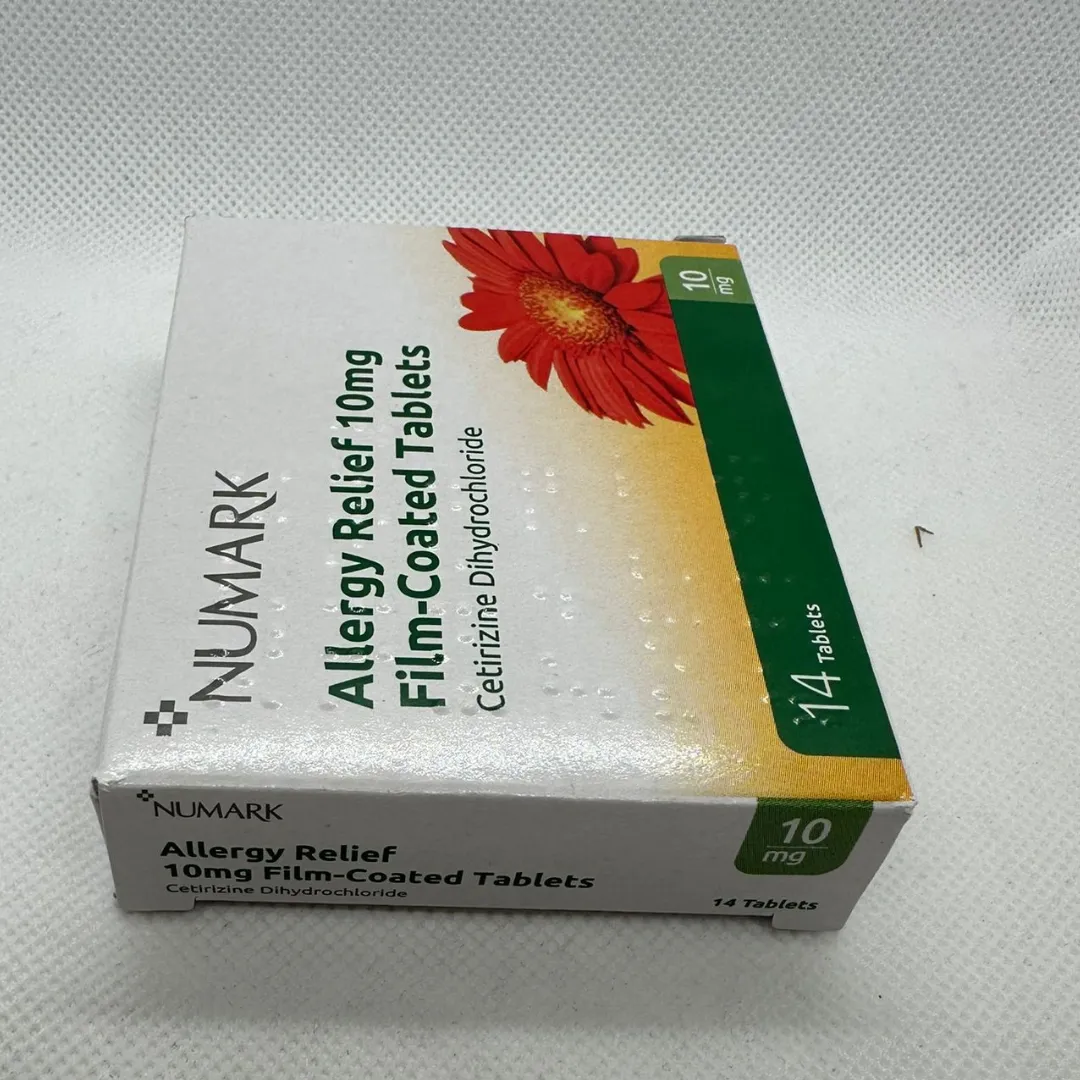 NUMARK
Allergy Relief 10mg
Film-Coated Tablets
Cetirizine Dihydrochloride
10
mg
14 Tablets
NUMARK
Allergy Relief
10mg Film-Coated Tablets
Cetirizine Dihydrochloride
10
mg
14 Tablets